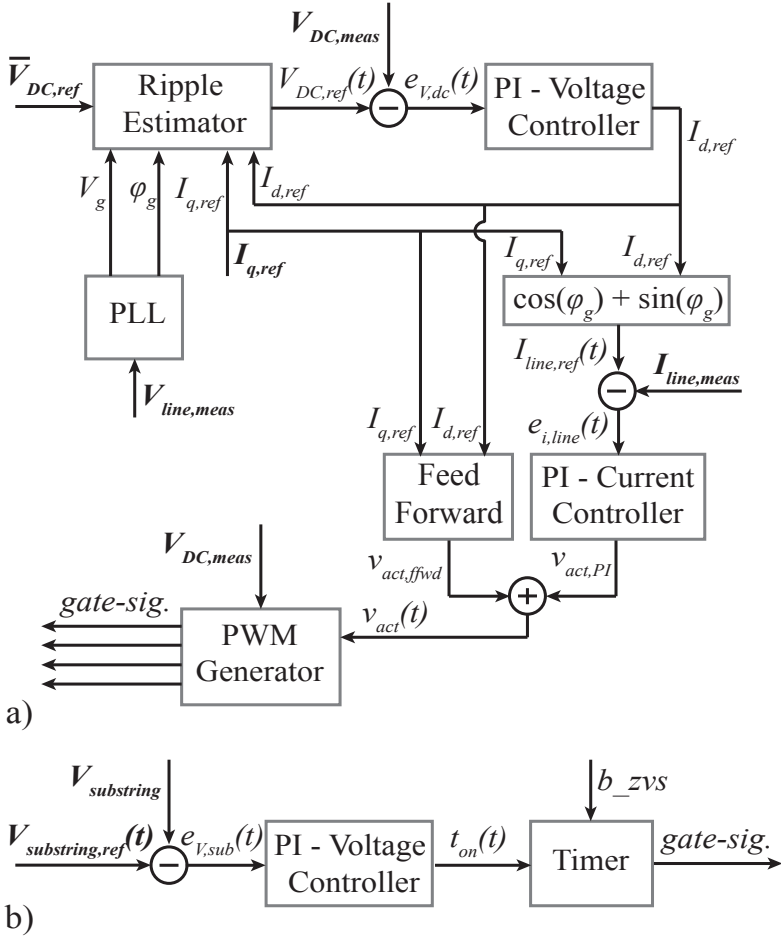 V_DC,meas
V̅_DC,ref
Ripple
Estimator
V_DC,ref(t)
−
e_V,dc(t)
PI - Voltage
Controller
I_d,ref
V_g
φ_g
I_q,ref
I_d,ref
I_q,ref
I_q,ref
I_d,ref
PLL
cos(φ_g) + sin(φ_g)
V_line,meas
I_line,ref(t)
−
I_line,meas
I_q,ref
I_d,ref
e_i,line(t)
Feed
Forward
PI - Current
Controller
V_DC,meas
v_act,ffwd
v_act,PI
+
gate-sig.
PWM
Generator
v_act(t)
a)
V_substring
b_zvs
V_substring,ref(t)
−
e_V,sub(t)
PI - Voltage
Controller
t_on(t)
Timer
gate-sig.
b)